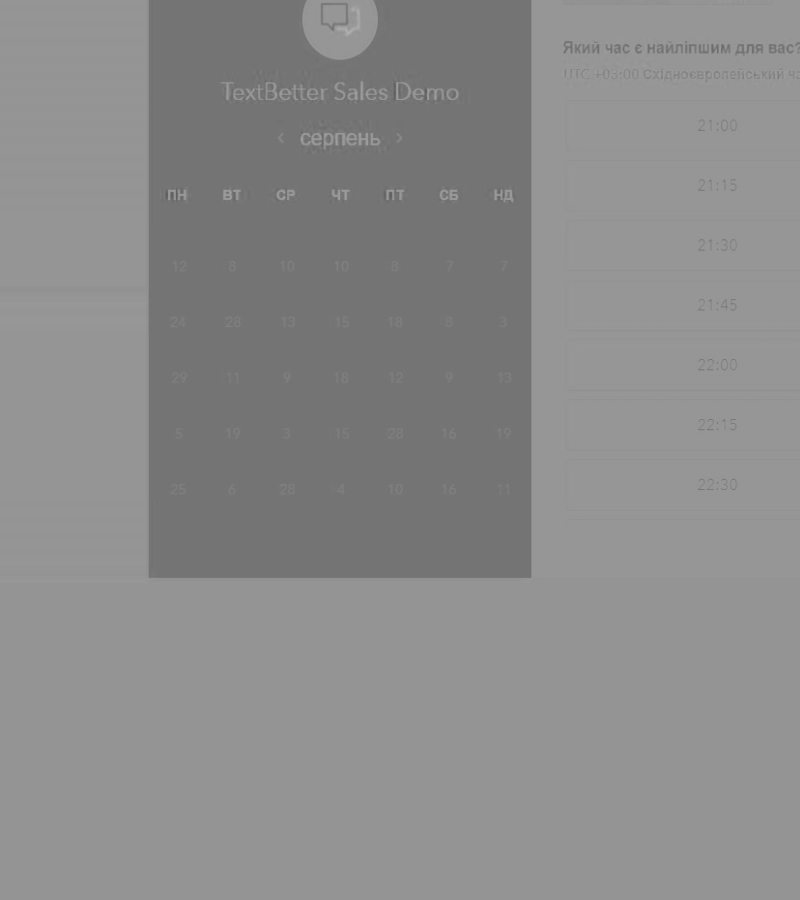 TextBetter Sales Demo
< серпень >
ПН ВТ СР ЧТ ПТ СБ НД
12 8 10 10 8 7 7
24 28 13 15 18 8 3
29 11 9 18 12 9 13
5 19 3 15 28 16 19
25 6 28 4 10 16 11
Який час є найліпшим для вас?
UTC +03:00 Східноєвропейський
21:00
21:15
21:30
21:45
22:00
22:15
22:30